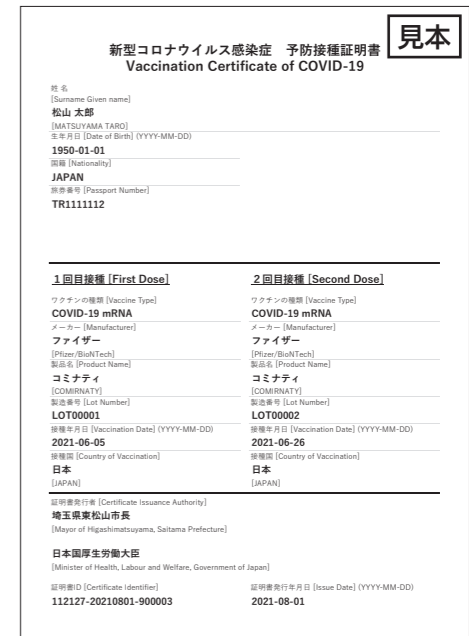 見本
新型コロナウイルス感染症　予防接種証明書
Vaccination Certificate of COVID-19
姓 名
[Surname Given name]
松山 太郎
[MATSUYAMA TARO]
生年月日 [Date of Birth] (YYYY-MM-DD)
1950-01-01
国籍 [Nationality]
JAPAN
旅券番号 [Passport Number]
TR1111112
1 回目接種 [First Dose]
ワクチンの種類 [Vaccine Type]
COVID-19 mRNA
メーカー [Manufacturer]
ファイザー
[Pfizer/BioNTech]
製品名 [Product Name]
コミナティ
[COMIRNATY]
製造番号 [Lot Number]
LOT00001
接種年月日 [Vaccination Date] (YYYY-MM-DD)
2021-06-05
接種国 [Country of Vaccination]
日本
[JAPAN]
2 回目接種 [Second Dose]
ワクチンの種類 [Vaccine Type]
COVID-19 mRNA
メーカー [Manufacturer]
ファイザー
[Pfizer/BioNTech]
製品名 [Product Name]
コミナティ
[COMIRNATY]
製造番号 [Lot Number]
LOT00002
接種年月日 [Vaccination Date] (YYYY-MM-DD)
2021-06-26
接種国 [Country of Vaccination]
日本
[JAPAN]
証明書発行者 [Certificate Issuance Authority]
埼玉県東松山市長
[Mayor of Higashimatsuyama, Saitama Prefecture]
日本国厚生労働大臣
[Minister of Health, Labour and Welfare, Government of Japan]
証明書ID [Certificate Identifier]
112127-20210801-900003
証明書発行年月日 [Issue Date] (YYYY-MM-DD)
2021-08-01